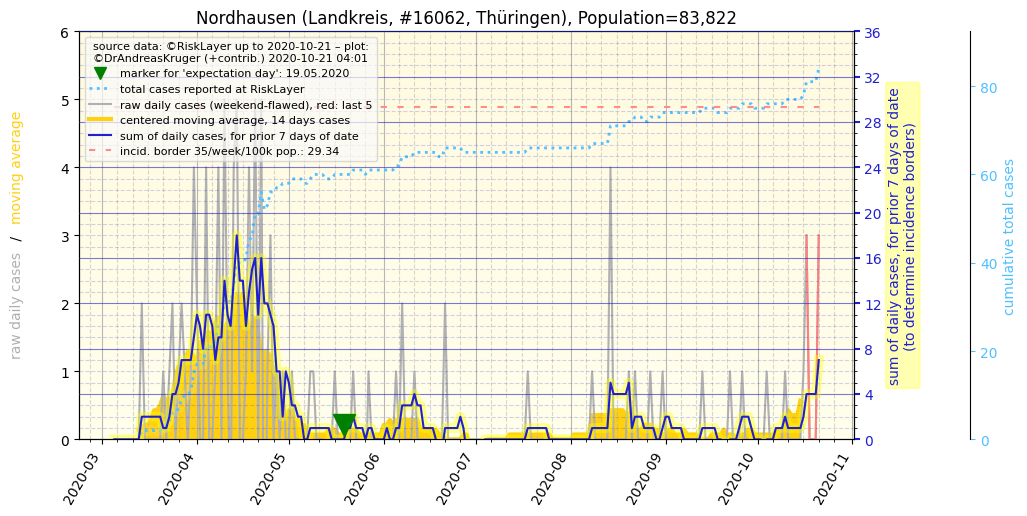 Nordhausen (Landkreis, #16062, Thüringen), Population=83,822
source data: ©RiskLayer up to 2020-10-21 – plot:
©DrAndreasKruger (+contrib.) 2020-10-21 04:01
marker for 'expectation day': 19.05.2020
total cases reported at RiskLayer
raw daily cases (weekend-flawed), red: last 5
centered moving average, 14 days cases
sum of daily cases, for prior 7 days of date
incid. border 35/week/100k pop.: 29.34
raw daily cases / moving average
6
5
4
3
2
1
0
36
32
28
24
20
16
12
8
4
0
sum of daily cases, for prior 7 days of date
(to determine incidence borders)
80
60
40
20
0
cumulative total cases
2020-03
2020-04
2020-05
2020-06
2020-07
2020-08
2020-09
2020-10
2020-11